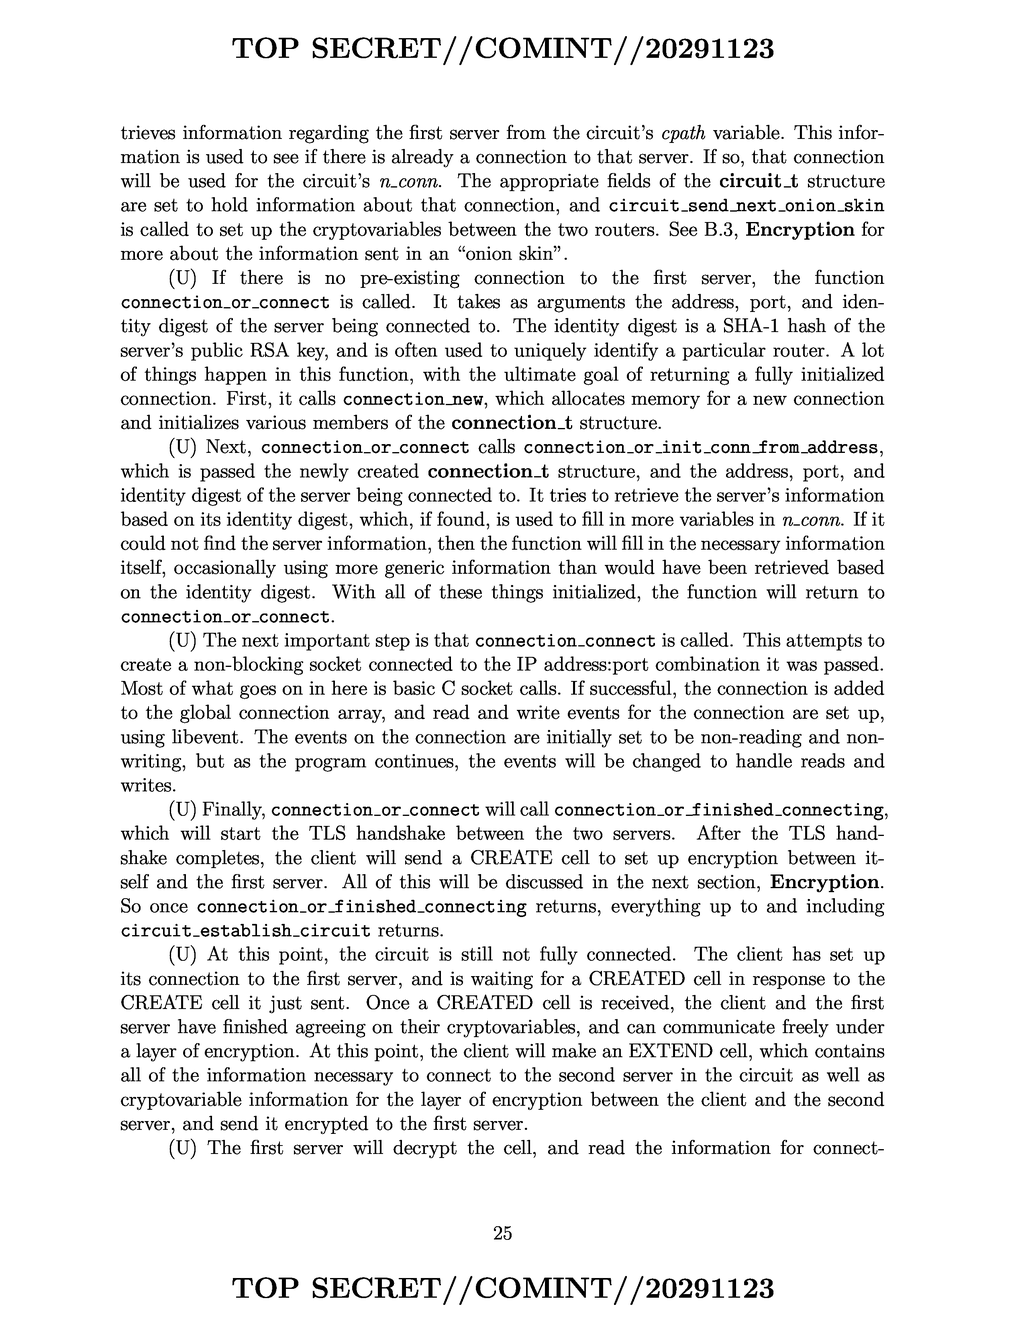 TOP SECRET//COMINT//20291123
trieves information regarding the first server from the circuit's cpath variable. This infor-
mation is used to see if there is already a connection to that server. If so, that connection
will be used for the circuit's n_conn. The appropriate fields of the circuit_t structure
are set to hold information about that connection, and circuit_send_next_onion_skin
is called to set up the cryptovariables between the two routers. See B.3, Encryption for
more about the information sent in an “onion skin”.
(U) If there is no pre-existing connection to the first server, the function
connection_or_connect is called. It takes as arguments the address, port, and iden-
tity digest of the server being connected to. The identity digest is a SHA-1 hash of the
server's public RSA key, and is often used to uniquely identify a particular router. A lot
of things happen in this function, with the ultimate goal of returning a fully initialized
connection. First, it calls connection_new, which allocates memory for a new connection
and initializes various members of the connection_t structure.
(U) Next, connection_or_connect calls connection_or_init_conn_from_address,
which is passed the newly created connection_t structure, and the address, port, and
identity digest of the server being connected to. It tries to retrieve the server's information
based on its identity digest, which, if found, is used to fill in more variables in n_conn. If it
could not find the server information, then the function will fill in the necessary information
itself, occasionally using more generic information than would have been retrieved based
on the identity digest. With all of these things initialized, the function will return to
connection_or_connect.
(U) The next important step is that connection_connect is called. This attempts to
create a non-blocking socket connected to the IP address:port combination it was passed.
Most of what goes on in here is basic C socket calls. If successful, the connection is added
to the global connection array, and read and write events for the connection are set up,
using libevent. The events on the connection are initially set to be non-reading and non-
writing, but as the program continues, the events will be changed to handle reads and
writes.
(U) Finally, connection_or_connect will call connection_or_finished_connecting,
which will start the TLS handshake between the two servers. After the TLS hand-
shake completes, the client will send a CREATE cell to set up encryption between it-
self and the first server. All of this will be discussed in the next section, Encryption.
So once connection_or_finished_connecting returns, everything up to and including
circuit_establish_circuit returns.
(U) At this point, the circuit is still not fully connected. The client has set up
its connection to the first server, and is waiting for a CREATED cell in response to the
CREATE cell it just sent. Once a CREATED cell is received, the client and the first
server have finished agreeing on their cryptovariables, and can communicate freely under
a layer of encryption. At this point, the client will make an EXTEND cell, which contains
all of the information necessary to connect to the second server in the circuit as well as
cryptovariable information for the layer of encryption between the client and the second
server, and send it encrypted to the first server.
(U) The first server will decrypt the cell, and read the information for connect-
25
TOP SECRET//COMINT//20291123